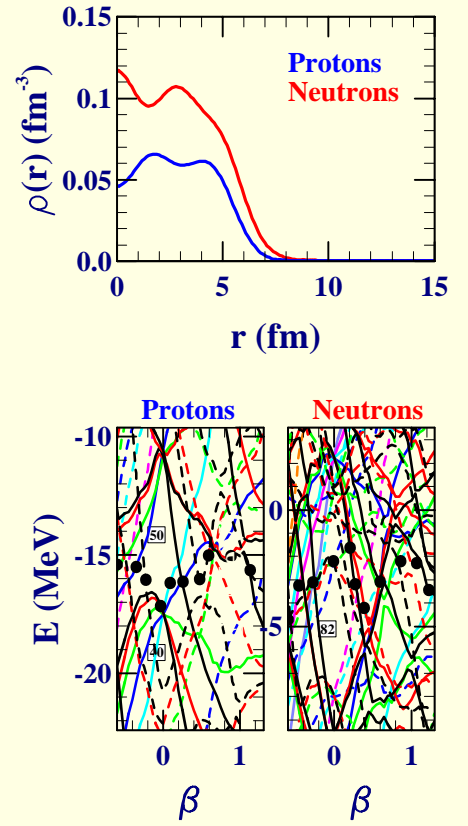 0.15
0.1
0.05
0.0
ρ(r) (fm-3)
Protons
Neutrons
0 5 10 15
r (fm)
Protons Neutrons
-10
-15
-20
E (MeV)
50
40
0
-5
82
0 1 0 1
β β